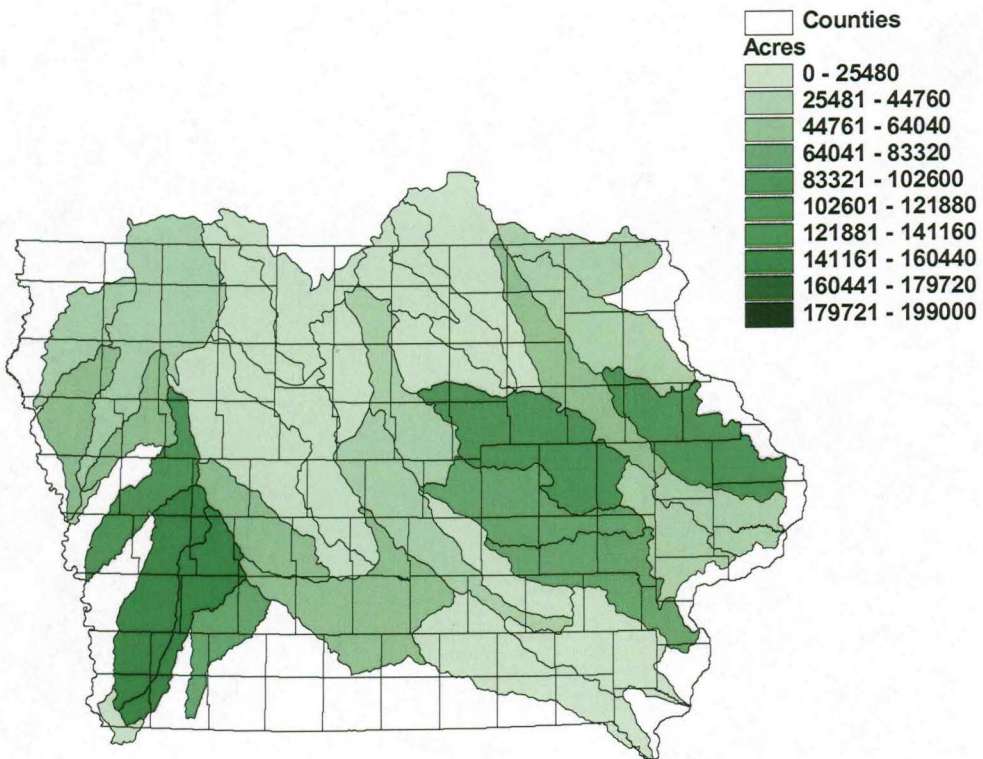 Counties
Acres
0 - 25480
25481 - 44760
44761 - 64040
64041 - 83320
83321 - 102600
102601 - 121880
121881 - 141160
141161 - 160440
160441 - 179720
179721 - 199000